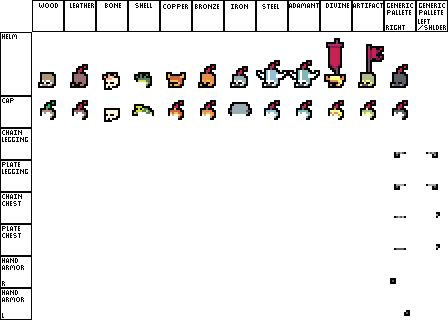 WOOD LEATHER BONE SHELL COPPER BRONZE IRON STEEL ADAMANT DIVINE ARTIFACT GENERIC PALLETE RIGHT GENERIC PALLETE LEFT /SHLDER
HELM
CAP
CHAIN
LEGGING
PLATE
LEGGING
CHAIN
CHEST
PLATE
CHEST
HAND
ARMOR
R
HAND
ARMOR
L